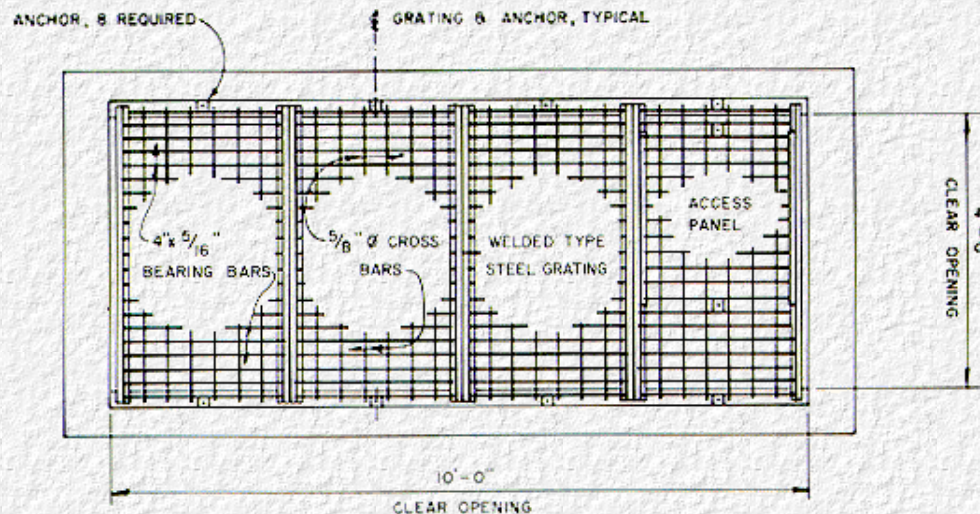 ANCHOR, 8 REQUIRED
℄ GRATING & ANCHOR, TYPICAL
4" x 5/16"
BEARING BARS
5/8" Ø CROSS
BARS
WELDED TYPE
STEEL GRATING
ACCESS
PANEL
CLEAR OPENING
10'-0"
CLEAR OPENING